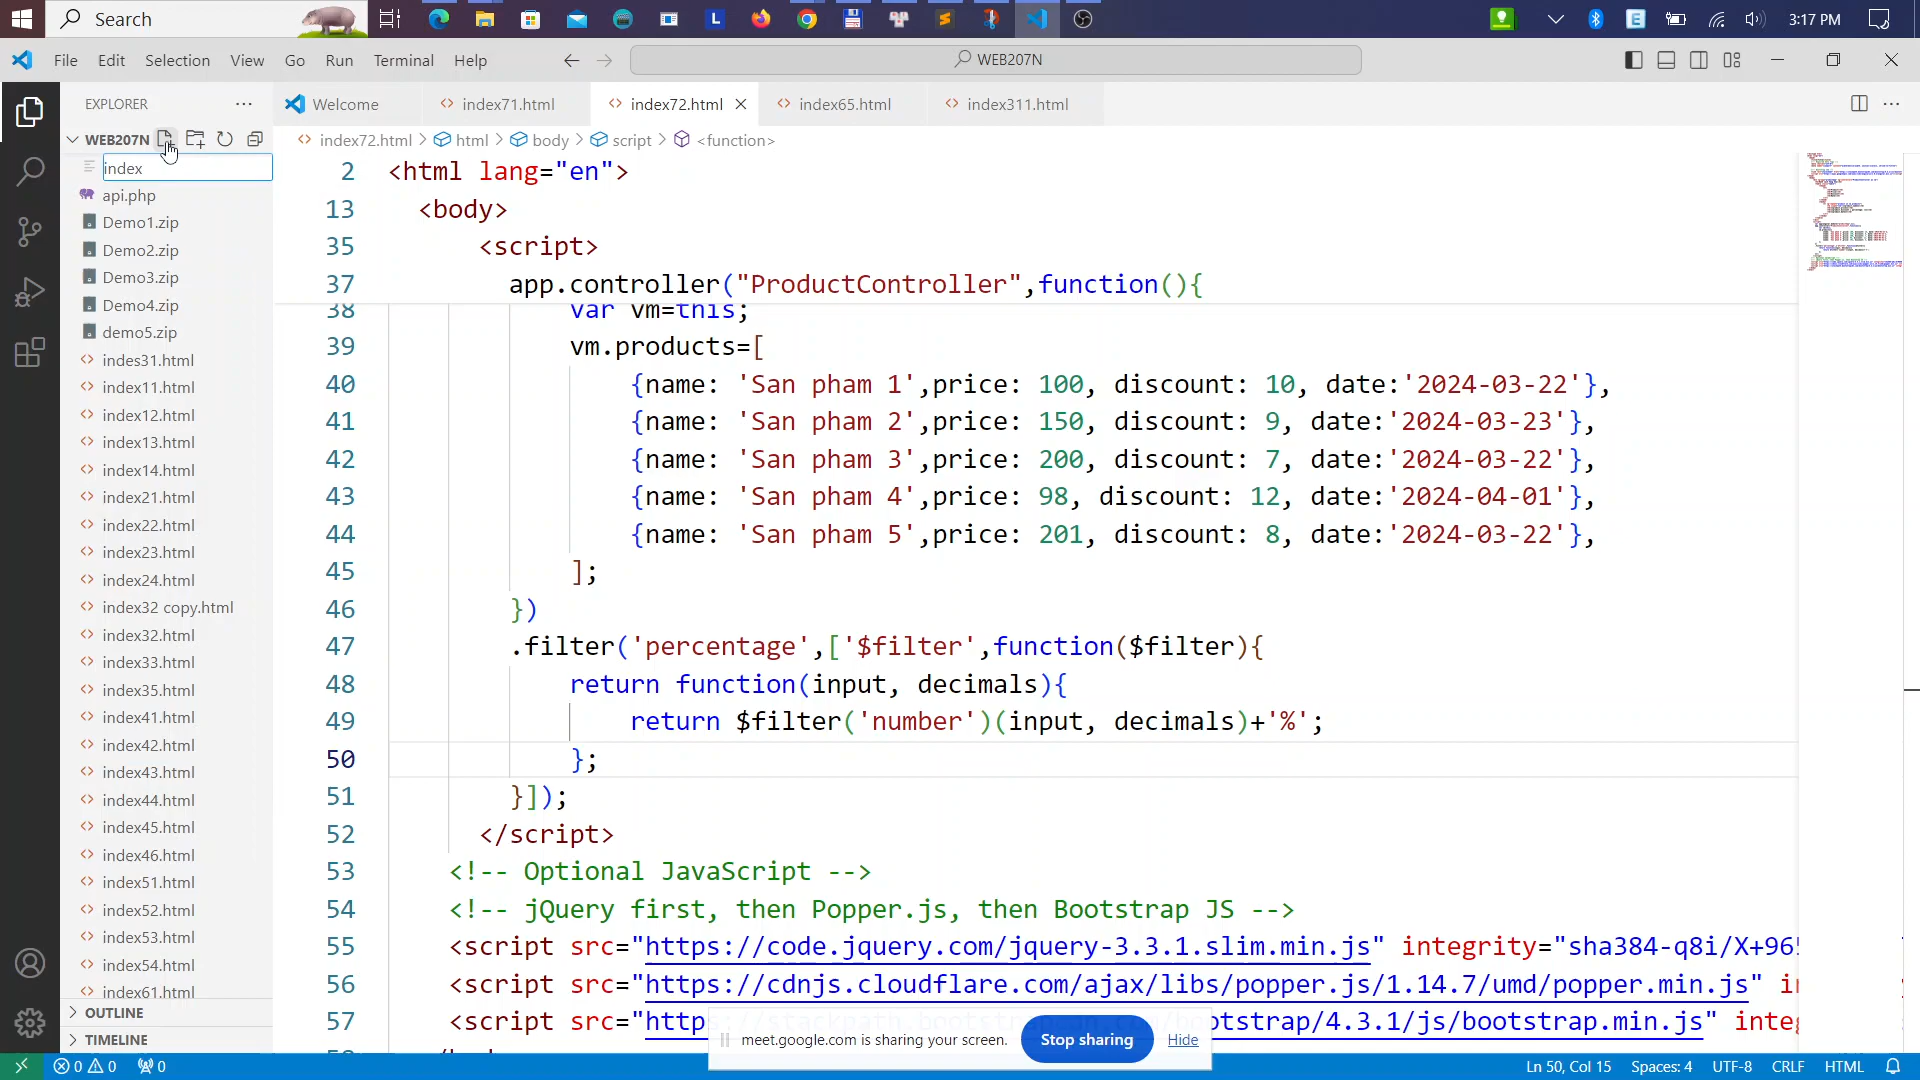 Search
3:17 PM
File Edit Selection View Go Run Terminal Help
WEB207N
EXPLORER
Welcome
index71.html
index72.html
index65.html
index311.html
WEB207N
index72.html > html > body > script > <function>
index
api.php
Demo1.zip
Demo2.zip
Demo3.zip
Demo4.zip
demo5.zip
indes31.html
index11.html
index12.html
index13.html
index14.html
index21.html
index22.html
index23.html
index24.html
index32 copy.html
index32.html
index33.html
index35.html
index41.html
index42.html
index43.html
index44.html
index45.html
index46.html
index51.html
index52.html
index53.html
index54.html
index61.html
OUTLINE
TIMELINE
2 <html lang="en">
13 <body>
35 <script>
37 app.controller("ProductController",function(){
38 var vm=this;
39 vm.products=[
40 {name: 'San pham 1',price: 100, discount: 10, date:'2024-03-22'},
41 {name: 'San pham 2',price: 150, discount: 9, date:'2024-03-23'},
42 {name: 'San pham 3',price: 200, discount: 7, date:'2024-03-22'},
43 {name: 'San pham 4',price: 98, discount: 12, date:'2024-04-01'},
44 {name: 'San pham 5',price: 201, discount: 8, date:'2024-03-22'},
45 ];
46 })
47 .filter('percentage',['$filter',function($filter){
48 return function(input, decimals){
49 return $filter('number')(input, decimals)+'%';
50 };
51 }]);
52 </script>
53 <!-- Optional JavaScript -->
54 <!-- jQuery first, then Popper.js, then Bootstrap JS -->
55 <script src="https://code.jquery.com/jquery-3.3.1.slim.min.js" integrity="sha384-q8i/X+965
56 <script src="https://cdnjs.cloudflare.com/ajax/libs/popper.js/1.14.7/umd/popper.min.js" in
57 <script src="http bootstrap/4.3.1/js/bootstrap.min.js" integ
meet.google.com is sharing your screen.
Stop sharing
Hide
0 0 0
Ln 50, Col 15 Spaces: 4 UTF-8 CRLF HTML